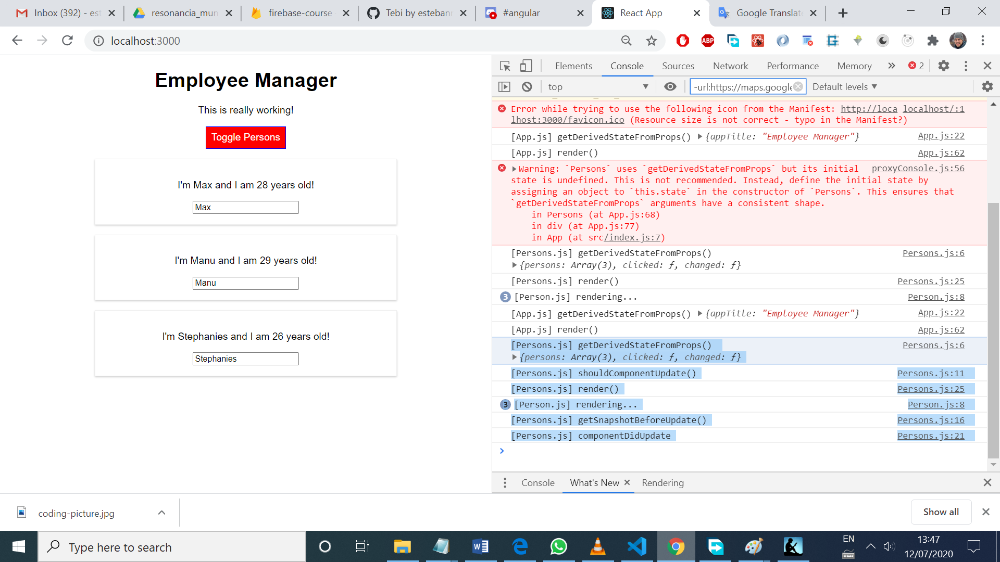 Inbox (392) - est
resonancia_mun
firebase-course
Tebi by estebanr
#angular
React App
Google Translate
localhost:3000
ABP
Employee Manager
This is really working!
Toggle Persons
I'm Max and I am 28 years old!
Max
I'm Manu and I am 29 years old!
Manu
I'm Stephanies and I am 26 years old!
Stephanies
Elements Console Sources Network Performance Memory 2
top -url:https://maps.google Default levels
Error while trying to use the following icon from the Manifest: http://loca localhost/:1
lhost:3000/favicon.ico (Resource size is not correct - typo in the Manifest?)
[App.js] getDerivedStateFromProps() {appTitle: "Employee Manager"} App.js:22
[App.js] render() App.js:62
Warning: `Persons` uses `getDerivedStateFromProps` but its initial proxyConsole.js:56
state is undefined. This is not recommended. Instead, define the initial state by
assigning an object to `this.state` in the constructor of `Persons`. This ensures that
`getDerivedStateFromProps` arguments have a consistent shape.
in Persons (at App.js:68)
in div (at App.js:77)
in App (at src/index.js:7)
[Persons.js] getDerivedStateFromProps() Persons.js:6
{persons: Array(3), clicked: ƒ, changed: ƒ}
[Persons.js] render() Persons.js:25
3 [Person.js] rendering... Person.js:8
[App.js] getDerivedStateFromProps() {appTitle: "Employee Manager"} App.js:22
[App.js] render() App.js:62
[Persons.js] getDerivedStateFromProps() Persons.js:6
{persons: Array(3), clicked: ƒ, changed: ƒ}
[Persons.js] shouldComponentUpdate() Persons.js:11
[Persons.js] render() Persons.js:25
3 [Person.js] rendering... Person.js:8
[Persons.js] getSnapshotBeforeUpdate() Persons.js:16
[Persons.js] componentDidUpdate Persons.js:21
Console What's New Rendering
coding-picture.jpg
Show all
Type here to search
EN
13:47
12/07/2020